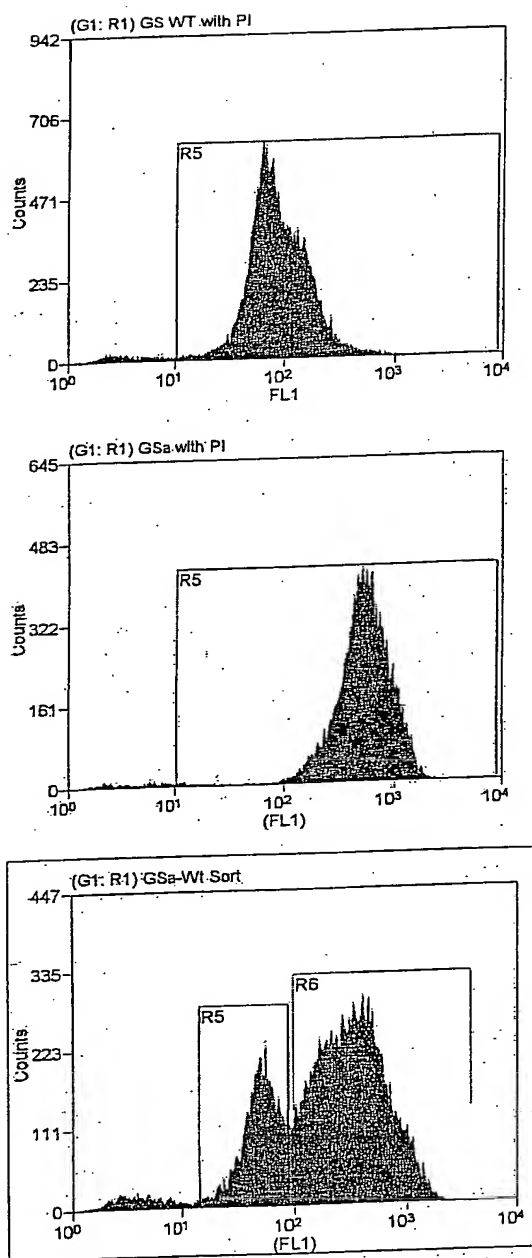 (G1: R1) GS WT with PI
942
706
471
235
0
Counts
R5
10⁰ 10¹ 10² 10³ 10⁴
FL1
(G1: R1) GSa with PI
645
483
322
161
0
Counts
R5
10⁰ 10¹ 10² 10³ 10⁴
(FL1)
(G1: R1) GSa-Wt Sort
447
335
223
111
0
Counts
R5
R6
10⁰ 10¹ 10² 10³ 10⁴
(FL1)